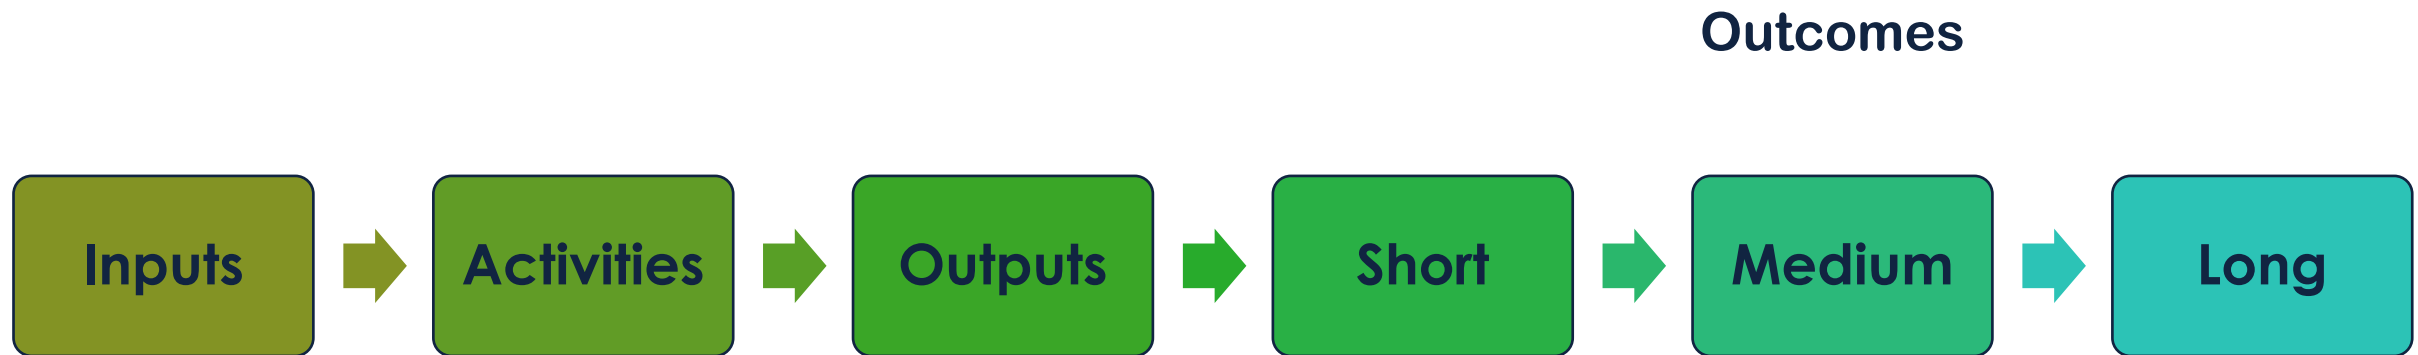 Outcomes
Inputs
Activities
Outputs
Short
Medium
Long